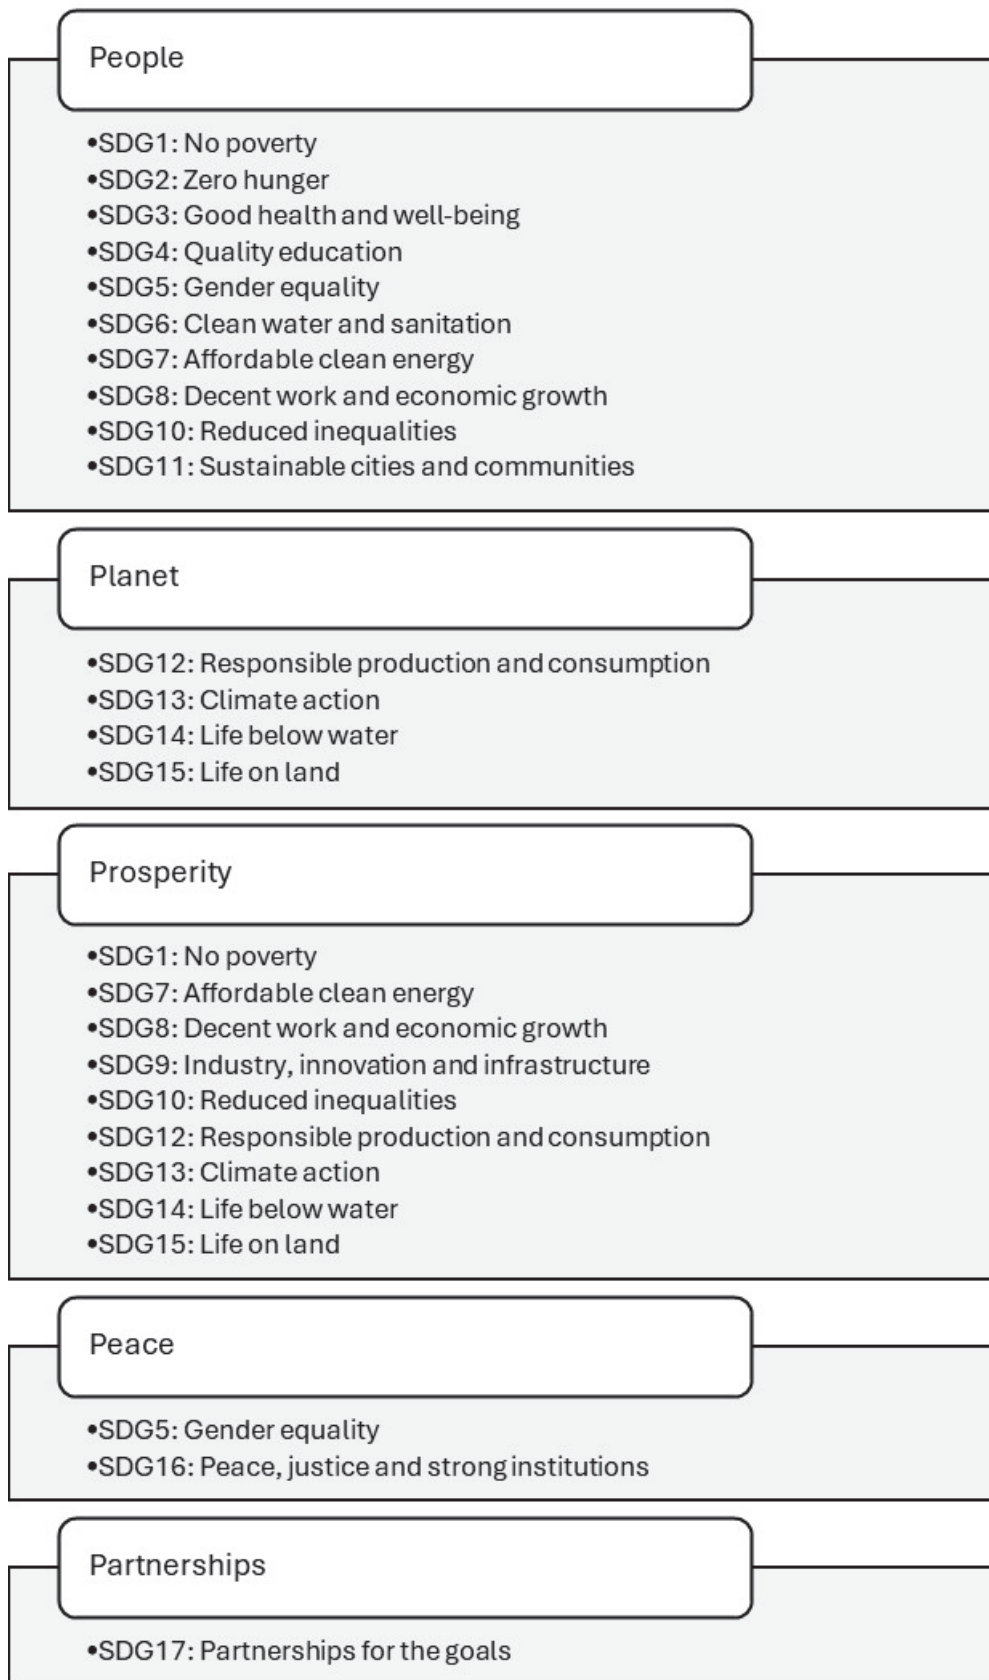 People
•SDG1: No poverty
•SDG2: Zero hunger
•SDG3: Good health and well-being
•SDG4: Quality education
•SDG5: Gender equality
•SDG6: Clean water and sanitation
•SDG7: Affordable clean energy
•SDG8: Decent work and economic growth
•SDG10: Reduced inequalities
•SDG11: Sustainable cities and communities
Planet
•SDG12: Responsible production and consumption
•SDG13: Climate action
•SDG14: Life below water
•SDG15: Life on land
Prosperity
•SDG1: No poverty
•SDG7: Affordable clean energy
•SDG8: Decent work and economic growth
•SDG9: Industry, innovation and infrastructure
•SDG10: Reduced inequalities
•SDG12: Responsible production and consumption
•SDG13: Climate action
•SDG14: Life below water
•SDG15: Life on land
Peace
•SDG5: Gender equality
•SDG16: Peace, justice and strong institutions
Partnerships
•SDG17: Partnerships for the goals